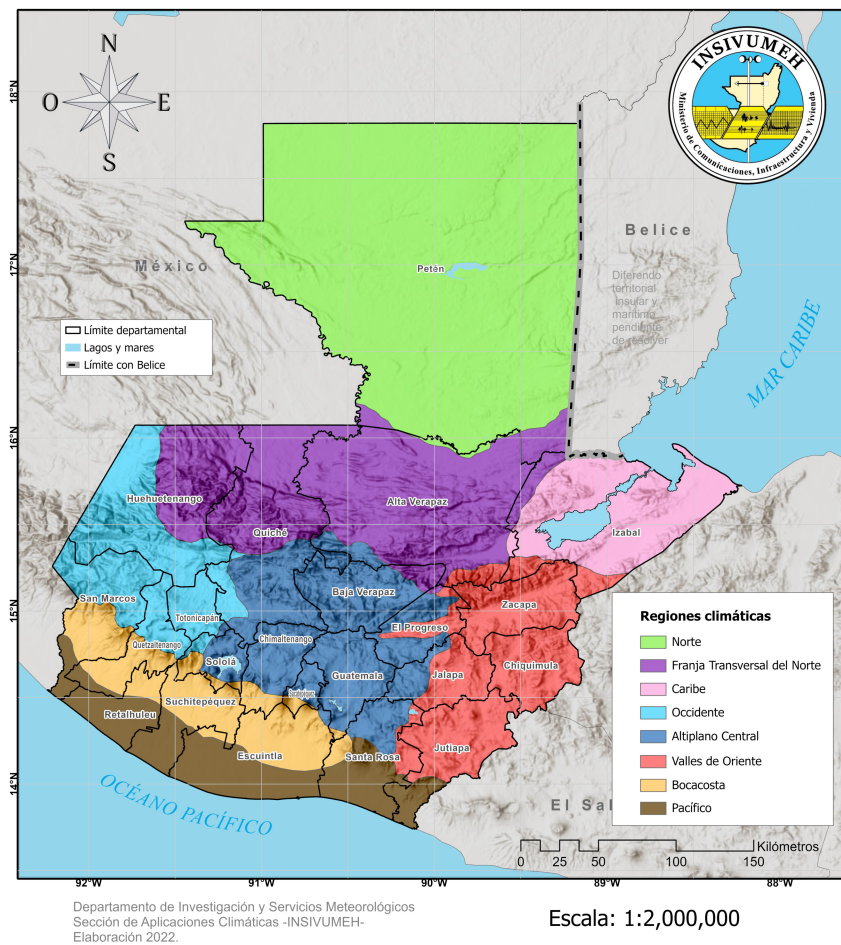 N
O
E
S
INSIVUMEH
Ministerio de Comunicaciones, Infraestructura y Vivienda
18°N
17°N
16°N
15°N
14°N
México
Belice
Petén
Diferendo
territorial
insular y
marítimo
pendiente
de resolver
MAR CARIBE
Límite departamental
Lagos y mares
Límite con Belice
Huehuetenango
Quiché
Alta Verapaz
Izabal
San Marcos
Totonicapán
Baja Verapaz
Zacapa
El Progreso
Quetzaltenango
Chimaltenango
Sololá
Guatemala
Jalapa
Chiquimula
Suchitepéquez
Retalhuleu
Escuintla
Santa Rosa
Jutiapa
OCÉANO PACÍFICO
El Sal
Regiones climáticas
Norte
Franja Transversal del Norte
Caribe
Occidente
Altiplano Central
Valles de Oriente
Bocacosta
Pacífico
Kilómetros
0 25 50 100 150
92°W 91°W 90°W 89°W 88°W
Departamento de Investigación y Servicios Meteorológicos
Sección de Aplicaciones Climáticas -INSIVUMEH-
Elaboración 2022.
Escala: 1:2,000,000